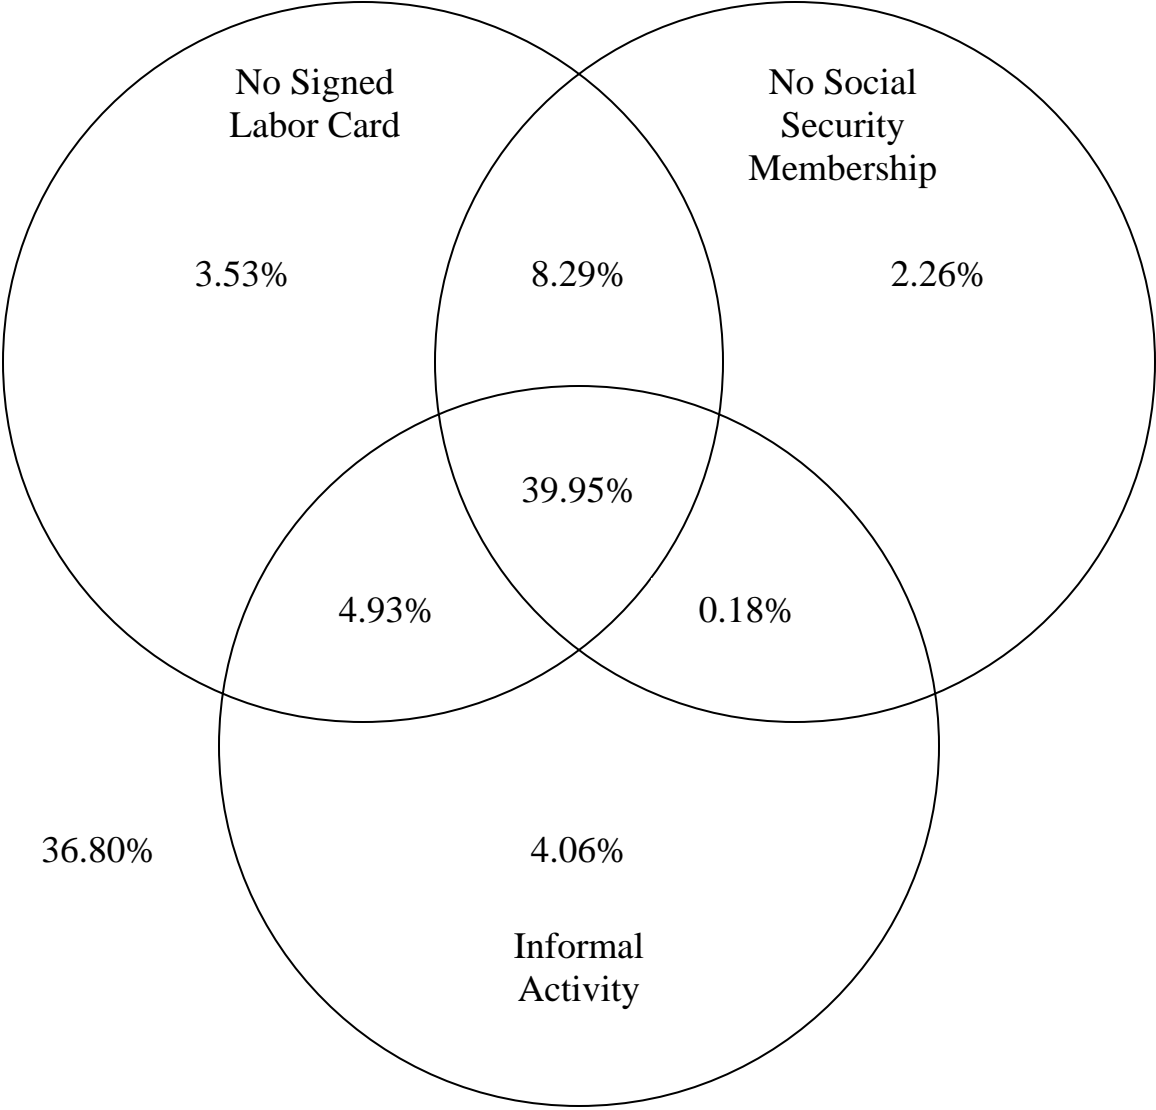 No Signed
Labor Card
No Social
Security
Membership
3.53%
8.29%
2.26%
39.95%
4.93%
0.18%
36.80%
4.06%
Informal
Activity